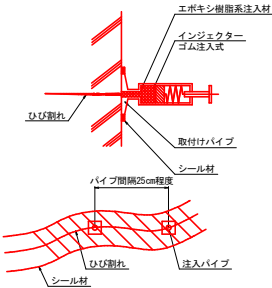 エポキシ樹脂系注入材
インジェクター
ゴム注入式
ひび割れ
取付けパイプ
シール材
パイプ間隔25cm程度
ひび割れ
注入パイプ
シール材